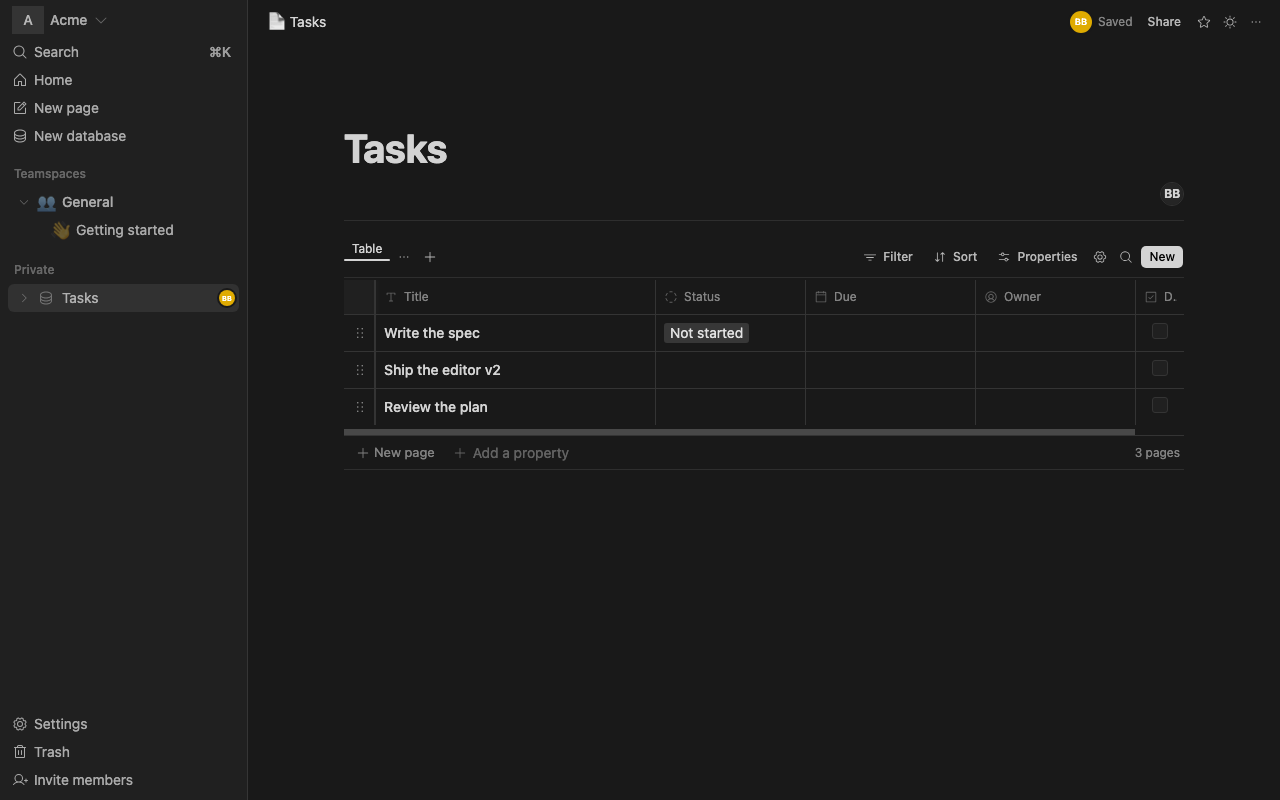 A Acme
Search ⌘K
Home
New page
New database
Teamspaces
General
Getting started
Private
Tasks BB
Settings
Trash
Invite members
Tasks
BB Saved Share
Tasks
BB
Table
Filter Sort Properties New
Title Status Due Owner D.
Write the spec Not started
Ship the editor v2
Review the plan
New page Add a property 3 pages